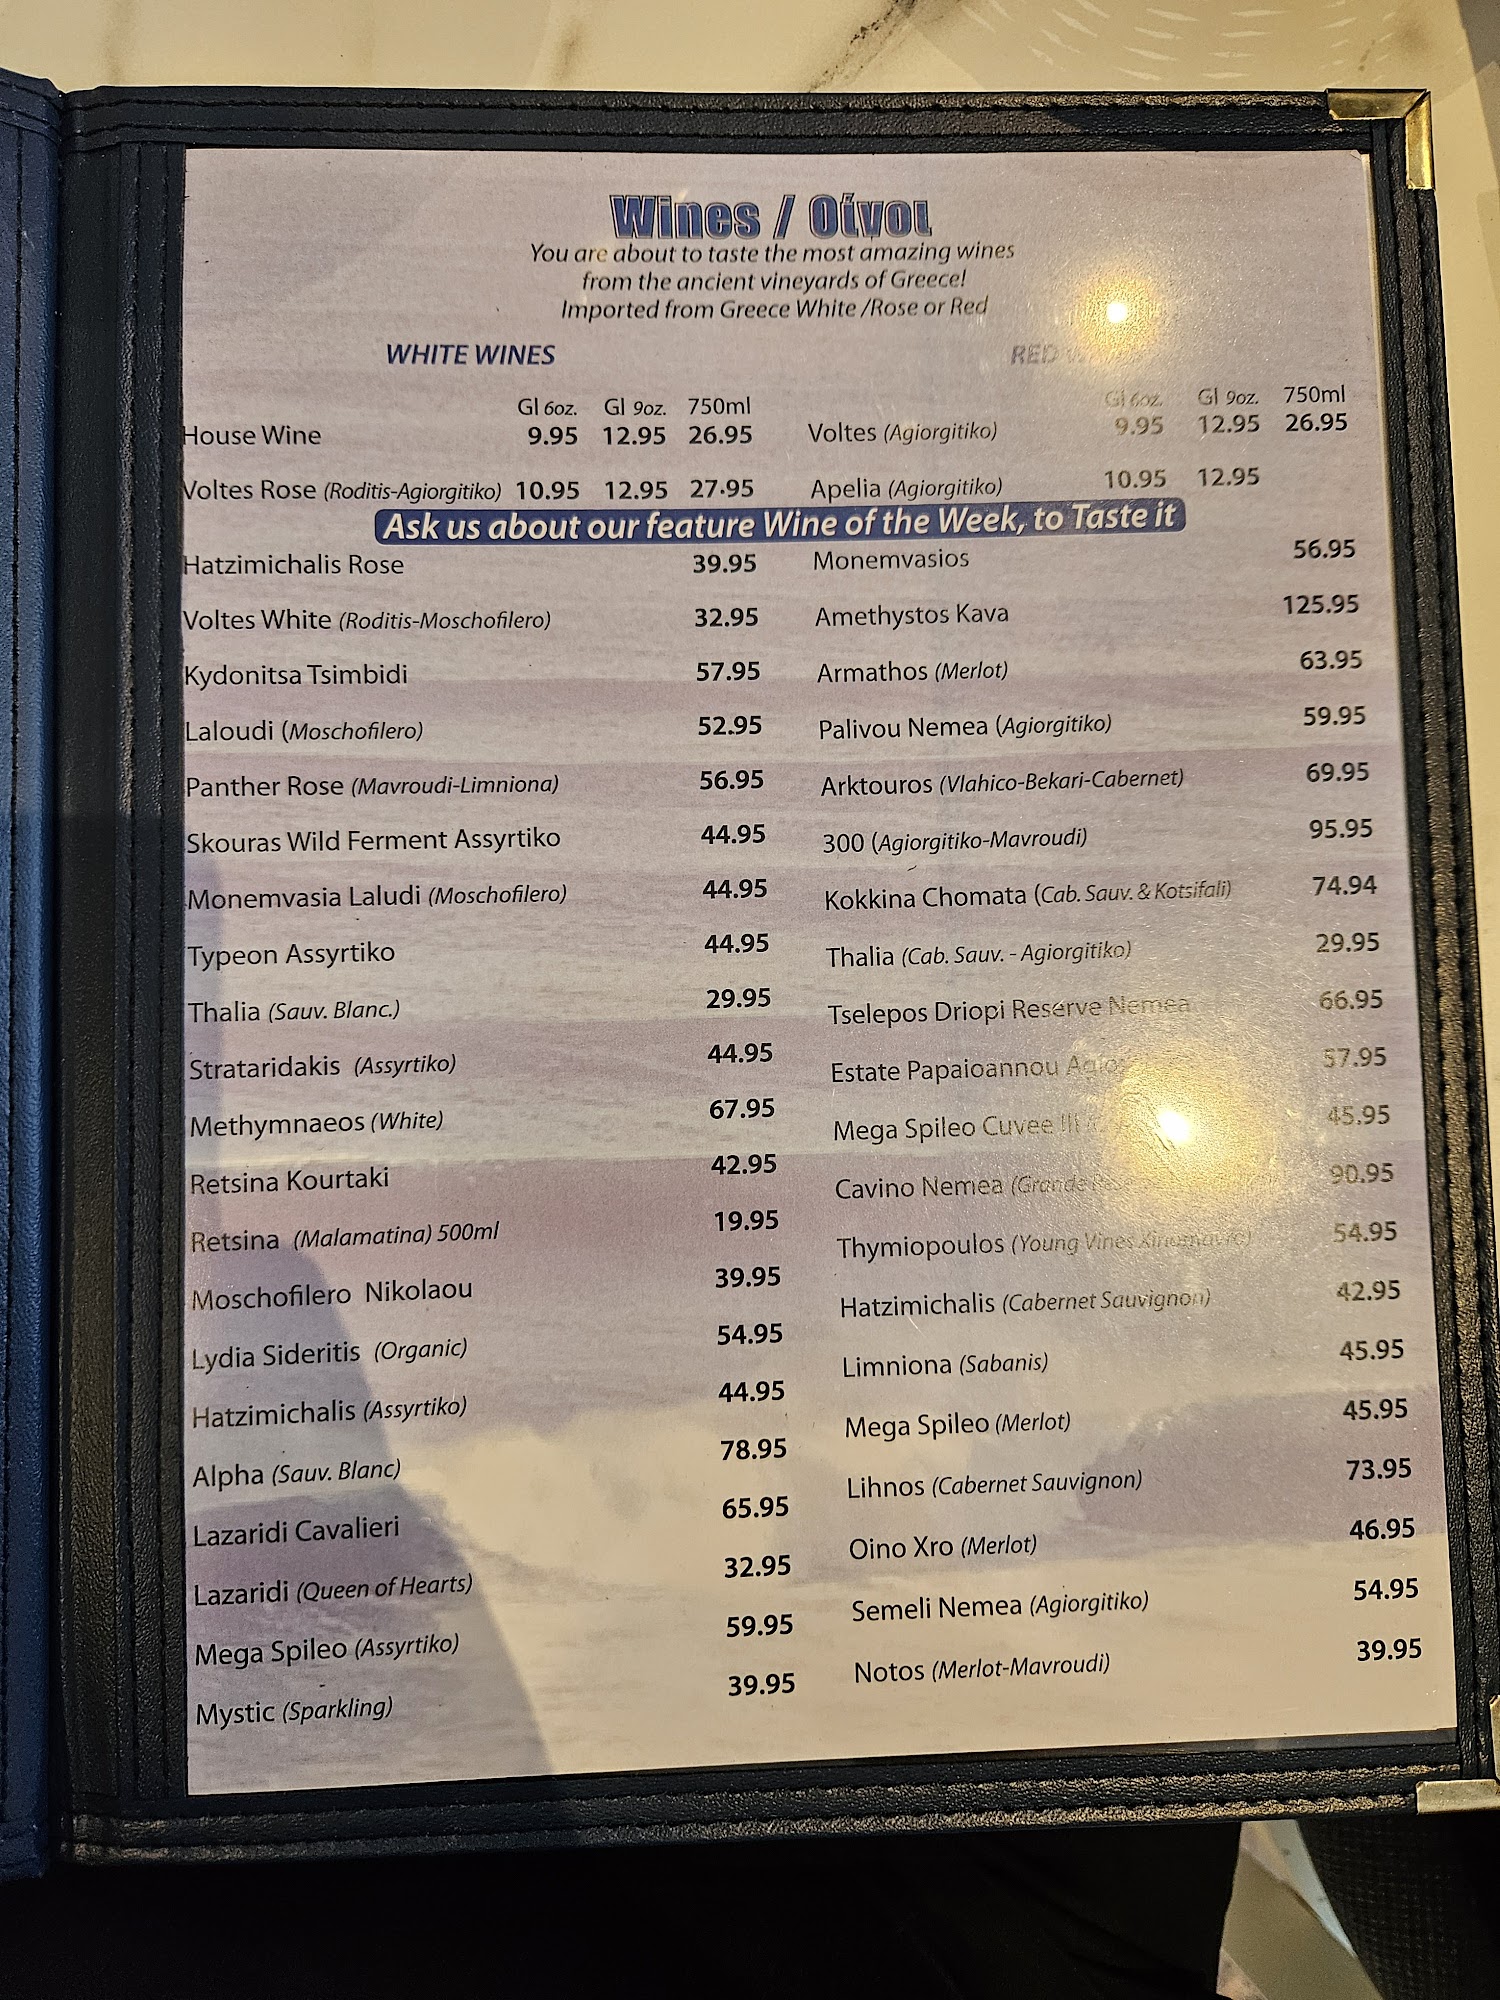 Wines / Οίνοι
You are about to taste the most amazing wines
from the ancient vineyards of Greece!
Imported from Greece White /Rose or Red
WHITE WINES
Gl 6oz. Gl 9oz. 750ml
House Wine 9.95 12.95 26.95
Voltes Rose (Roditis-Agiorgitiko) 10.95 12.95 27.95
RED
Gl 6oz. Gl 9oz. 750ml
Voltes (Agiorgitiko) 9.95 12.95 26.95
Apelia (Agiorgitiko) 10.95 12.95
Ask us about our feature Wine of the Week, to Taste it
Hatzimichalis Rose 39.95
Voltes White (Roditis-Moschofilero) 32.95
Kydonitsa Tsimbidi 57.95
Laloudi (Moschofilero) 52.95
Panther Rose (Mavroudi-Limniona) 56.95
Skouras Wild Ferment Assyrtiko 44.95
Monemvasia Laludi (Moschofilero) 44.95
Typeon Assyrtiko 44.95
Thalia (Sauv. Blanc.) 29.95
Strataridakis (Assyrtiko) 44.95
Methymnaeos (White) 67.95
Retsina Kourtaki 42.95
Retsina (Malamatina) 500ml 19.95
Moschofilero Nikolaou 39.95
Lydia Sideritis (Organic) 54.95
Hatzimichalis (Assyrtiko) 44.95
Alpha (Sauv. Blanc) 78.95
Lazaridi Cavalieri 65.95
Lazaridi (Queen of Hearts) 32.95
Mega Spileo (Assyrtiko) 59.95
Mystic (Sparkling) 39.95
Monemvasios 56.95
Amethystos Kava 125.95
Armathos (Merlot) 63.95
Palivou Nemea (Agiorgitiko) 59.95
Arktouros (Vlahico-Bekari-Cabernet) 69.95
300 (Agiorgitiko-Mavroudi) 95.95
Kokkina Chomata (Cab. Sauv. & Kotsifali) 74.94
Thalia (Cab. Sauv. - Agiorgitiko) 29.95
Tselepos Driopi Reserve Nemea 66.95
Estate Papaioannou 57.95
Mega Spileo Cuvee III 45.95
Cavino Nemea (Grande 90.95
Thymiopoulos (Young Vines Xinomavro) 54.95
Hatzimichalis (Cabernet Sauvignon) 42.95
Limniona (Sabanis) 45.95
Mega Spileo (Merlot) 45.95
Lihnos (Cabernet Sauvignon) 73.95
Oino Xro (Merlot) 46.95
Semeli Nemea (Agiorgitiko) 54.95
Notos (Merlot-Mavroudi) 39.95